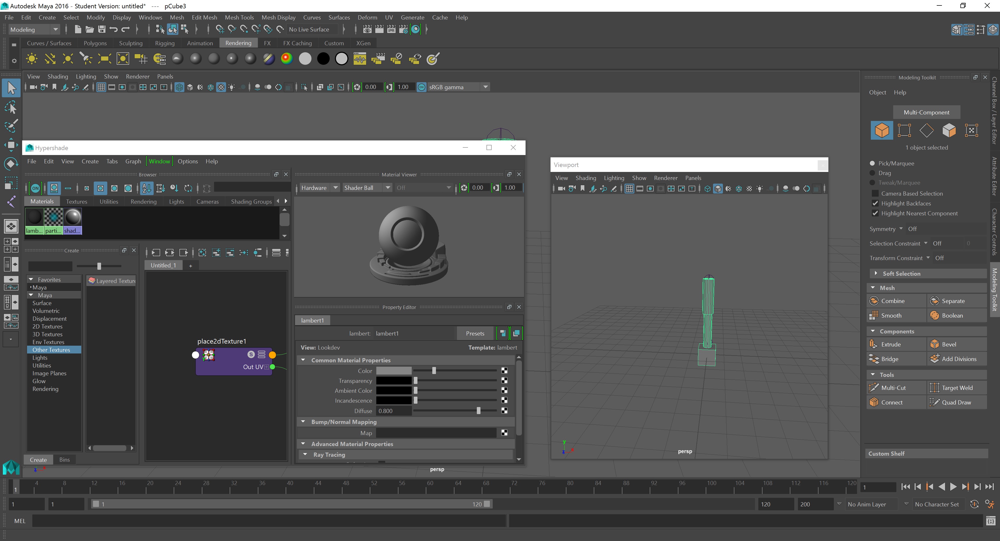 Autodesk Maya 2016 - Student Version: untitled* --- pCube3
File Edit Create Select Modify Display Windows Mesh Edit Mesh Mesh Tools Mesh Display Curves Surfaces Deform UV Generate Cache Help
Modeling No Live Surface IPR
Curves / Surfaces Polygons Sculpting Rigging Animation Rendering FX FX Caching Custom XGen
View Shading Lighting Show Renderer Panels
0.00 1.00 ON sRGB gamma
Modeling Toolkit
Object Help
Multi-Component
1 object selected
Pick/Marquee
Drag
Tweak/Marquee
Camera Based Selection
Highlight Backfaces
Highlight Nearest Component
Symmetry Off
Selection Constraint Off 0
Transform Constraint Off
Soft Selection
Mesh
Combine Separate
Smooth Boolean
Components
Extrude Bevel
Bridge Add Divisions
Tools
Multi-Cut Target Weld
Connect Quad Draw
Custom Shelf
Channel Box / Layer Editor
Attribute Editor
Character Controls
Modeling Toolkit
Hypershade
File Edit View Create Tabs Graph Window Options Help
Browser
ON
Materials Textures Utilities Rendering Lights Cameras Shading Groups
lamb... parti... shad...
Material Viewer
Hardware Shader Ball Off 0.00 1.00
Create
Favorites
Maya
Maya
Surface
Volumetric
Displacement
2D Textures
3D Textures
Env Textures
Other Textures
Lights
Utilities
Image Planes
Glow
Rendering
Layered Texture
Create Bins
Untitled_1 +
place2dTexture1
S
Out UV
Property Editor
lambert1
lambert: lambert1 Presets
View: Lookdev Template: lambert
Common Material Properties
Color
Transparency
Ambient Color
Incandescence
Diffuse 0.800
Bump/Normal Mapping
Map
Advanced Material Properties
Ray Tracing
Viewport
View Shading Lighting Show Renderer Panels
y
z x
persp
z x
persp
1 4 8 12 16 20 24 28 32 36 40 44 48 52 56 60 64 68 72 76 80 84 88 92 96 100 104 108 112 116 120 1
1 1 1 120 120 200 No Anim Layer No Character Set
MEL